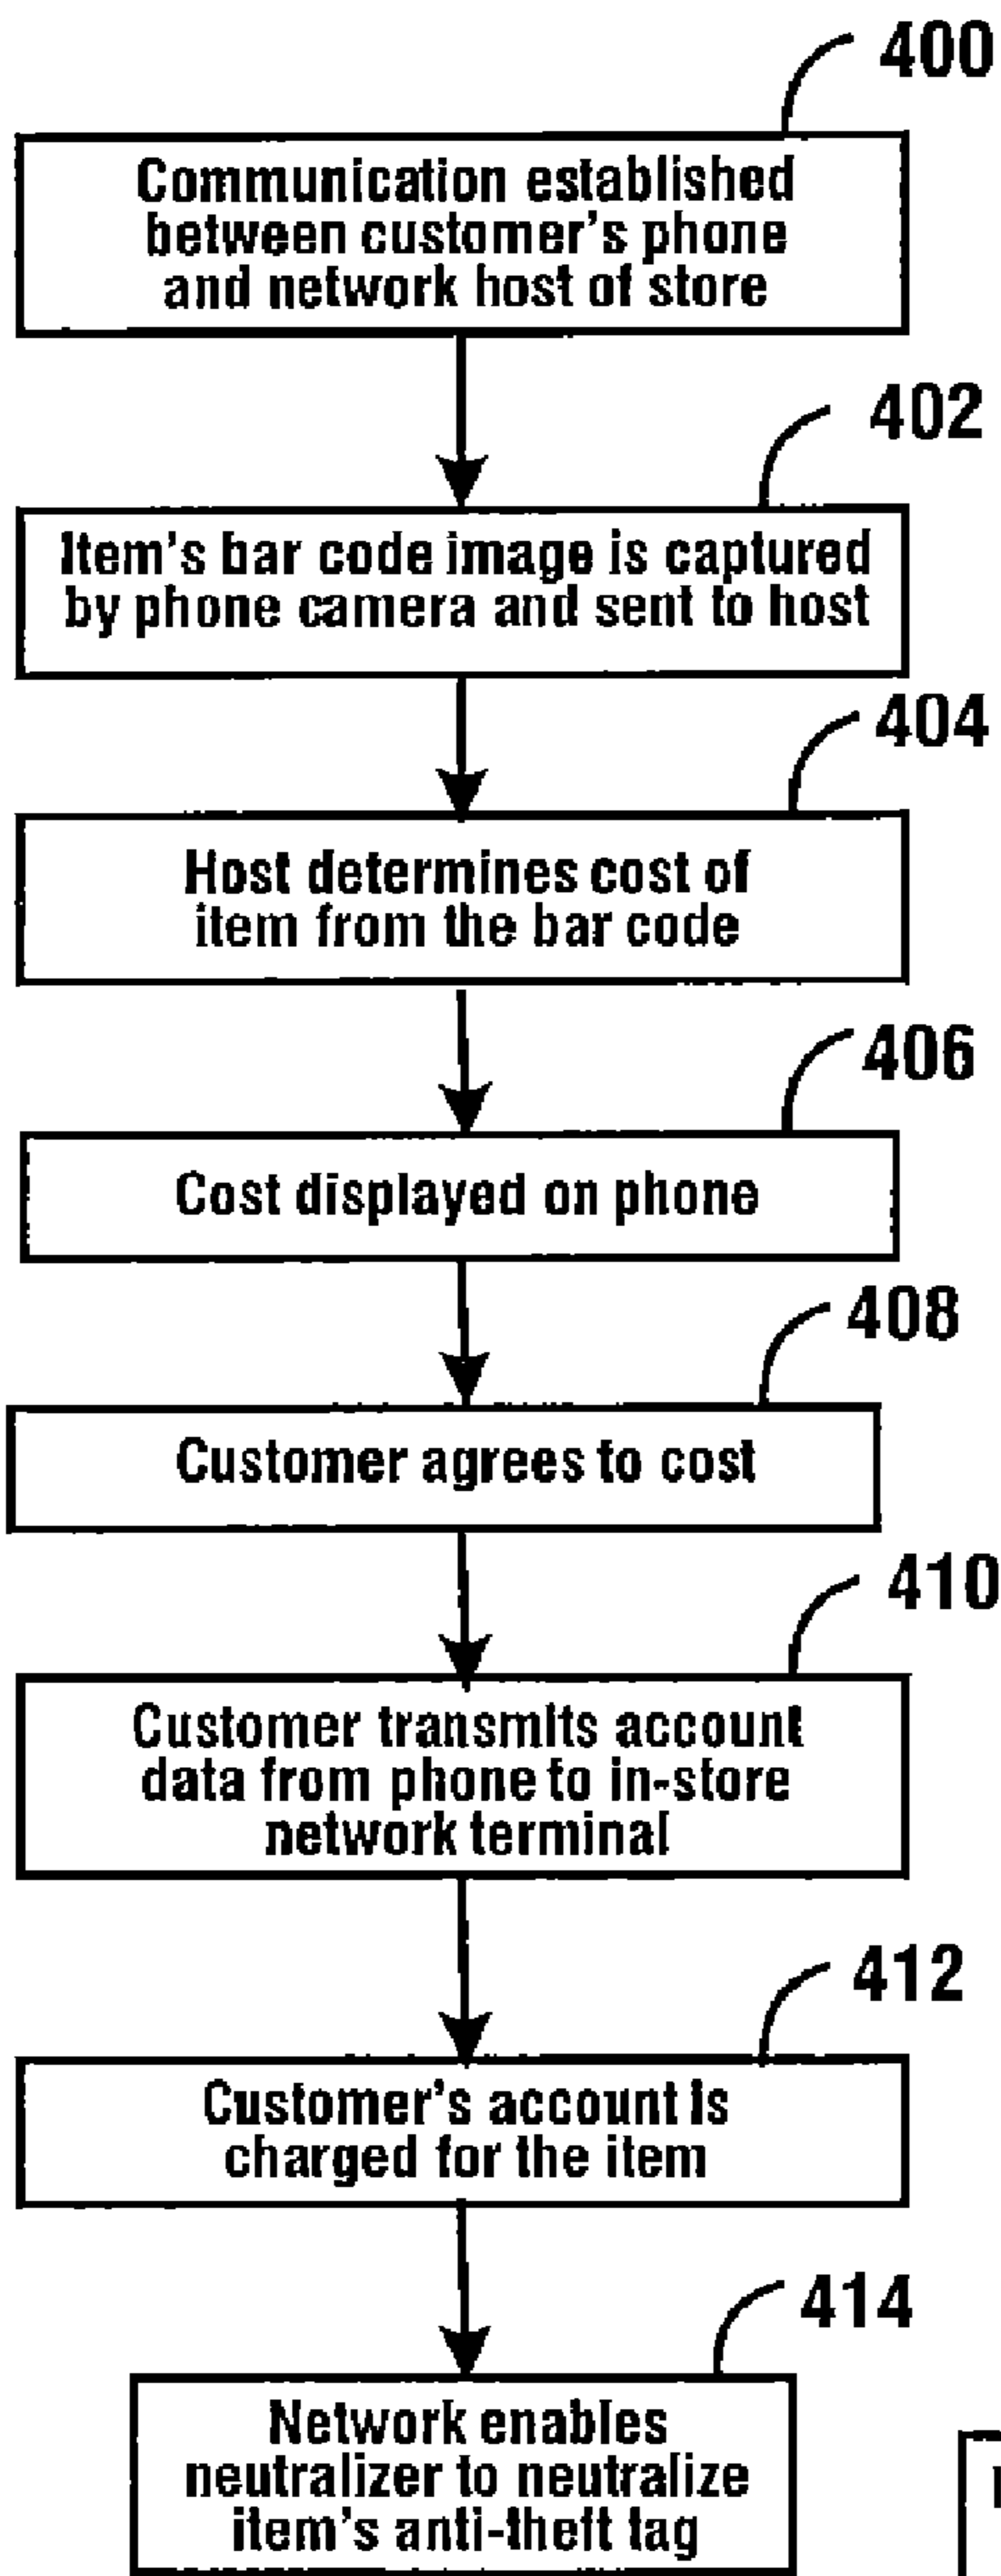 400
Communication established
between customer's phone
and network host of store
402
Item's bar code image is captured
by phone camera and sent to host
404
Host determines cost of
item from the bar code
406
Cost displayed on phone
408
Customer agrees to cost
410
Customer transmits account
data from phone to in-store
network terminal
412
Customer's account is
charged for the item
414
Network enables
neutralizer to neutralize
item's anti-theft tag